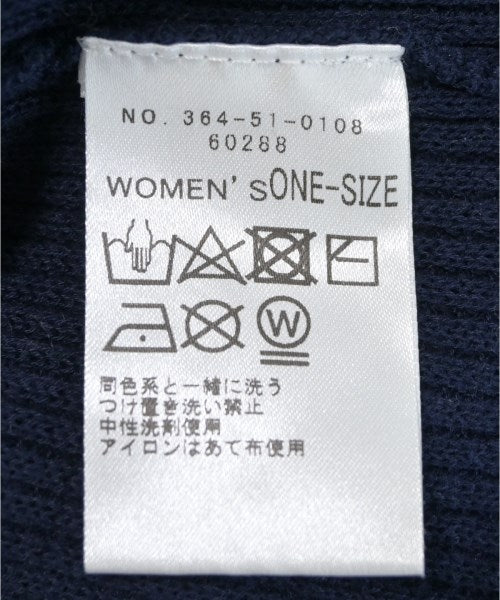 NO. 364-51-0108
60288
WOMEN'S ONE-SIZE
W
同色系と一緒に洗う
つけ置き洗い禁止
中性洗剤使用
アイロンはあて布使用